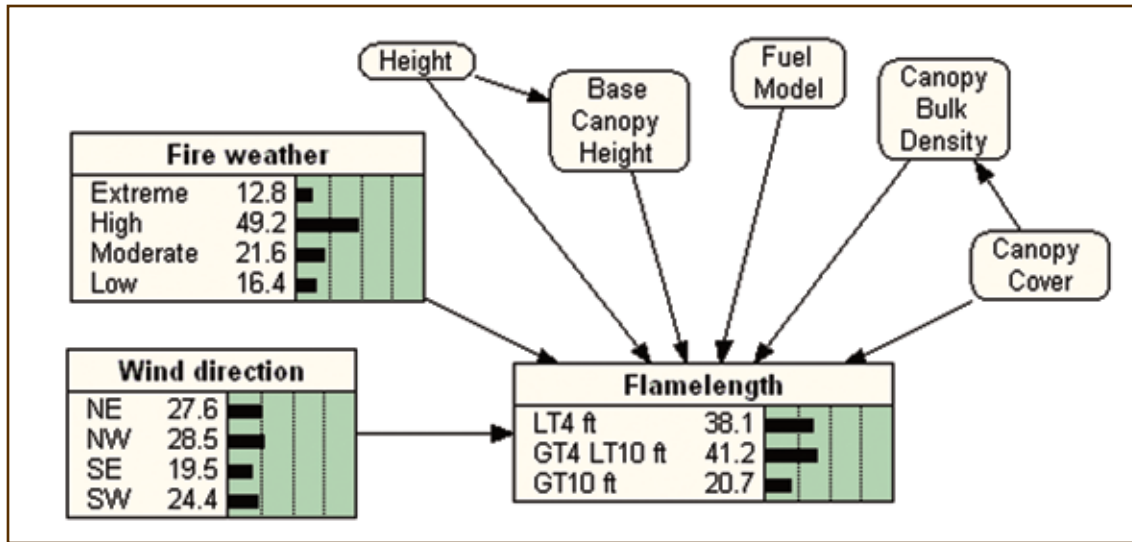 Height
Base
Canopy
Height
Fuel
Model
Canopy
Bulk
Density
Canopy
Cover
Fire weather
Extreme 12.8
High 49.2
Moderate 21.6
Low 16.4
Wind direction
NE 27.6
NW 28.5
SE 19.5
SW 24.4
Flamelength
LT4 ft 38.1
GT4 LT10 ft 41.2
GT10 ft 20.7